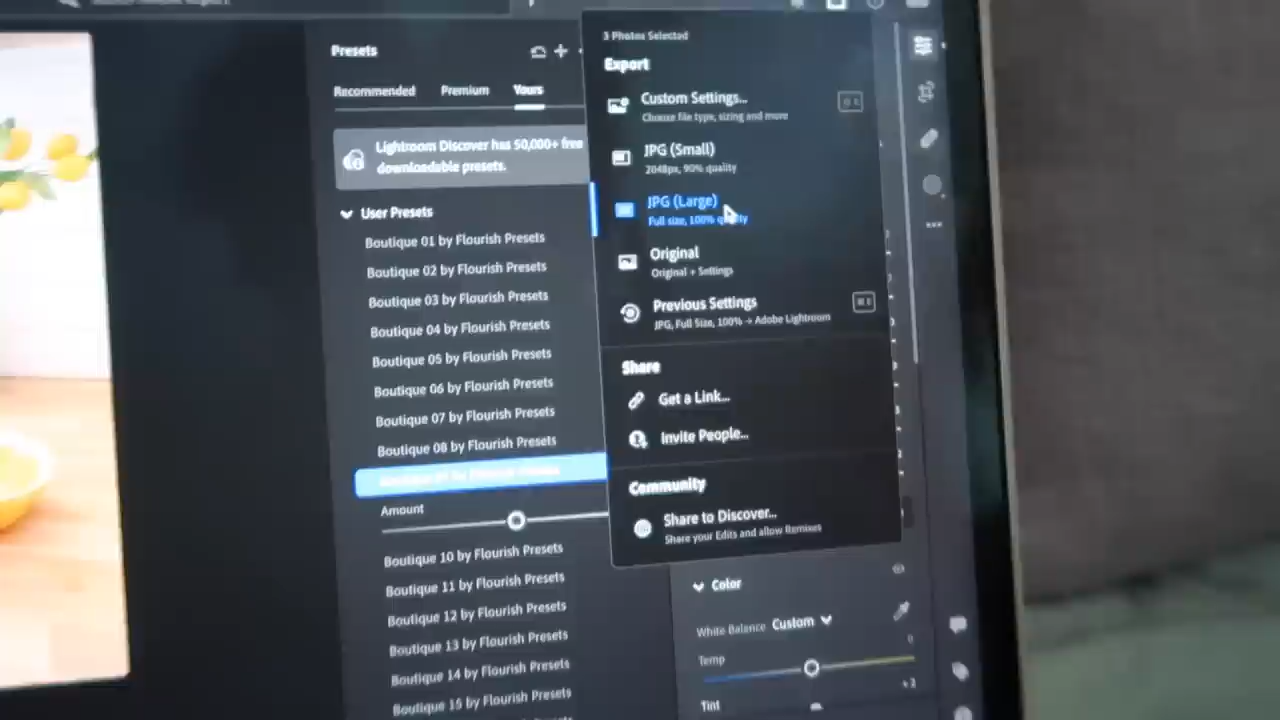 Presets
Recommended Premium Yours
Lightroom Discover has 50,000+ free
downloadable presets.
User Presets
Boutique 01 by Flourish Presets
Boutique 02 by Flourish Presets
Boutique 03 by Flourish Presets
Boutique 04 by Flourish Presets
Boutique 05 by Flourish Presets
Boutique 06 by Flourish Presets
Boutique 07 by Flourish Presets
Boutique 08 by Flourish Presets
Amount
Boutique 10 by Flourish Presets
Boutique 11 by Flourish Presets
Boutique 12 by Flourish Presets
Boutique 13 by Flourish Presets
Boutique 14 by Flourish Presets
Boutique 15 by Flourish Presets
3 Photos Selected
Export
Custom Settings...
Choose file type, sizing and more
JPG (Small)
2048px, 90% quality
JPG (Large)
Full size, 100% quality
Original
Original + Settings
Previous Settings
JPG, Full Size, 100% → Adobe Lightroom
Share
Get a Link...
Invite People...
Community
Share to Discover...
Share your Edits and allow Remixes
Color
White Balance Custom
0
Temp
Tint